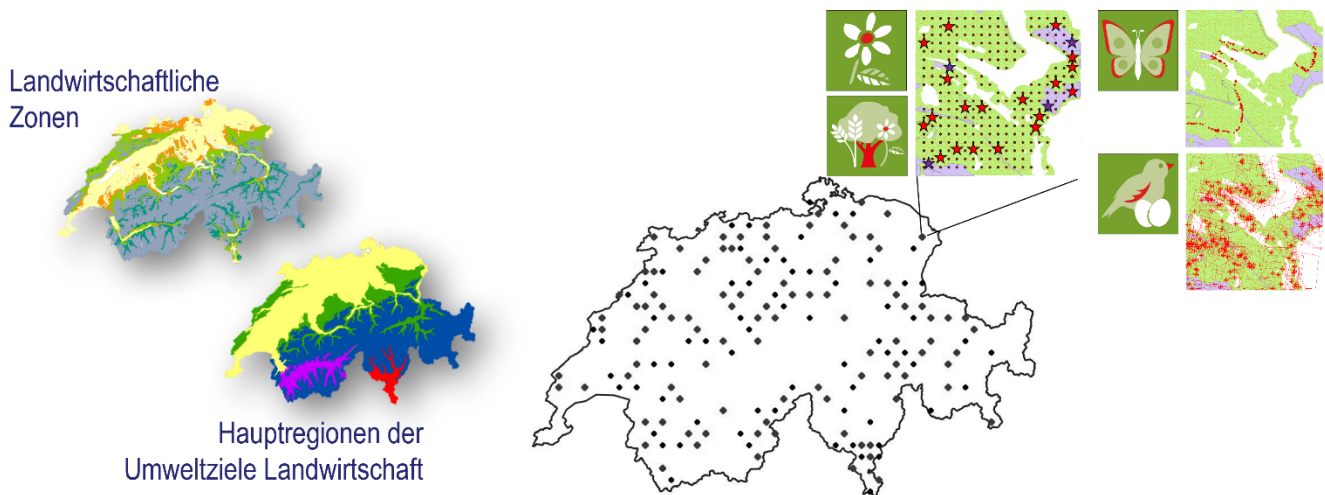 Landwirtschaftliche
Zonen
Hauptregionen der
Umweltziele Landwirtschaft